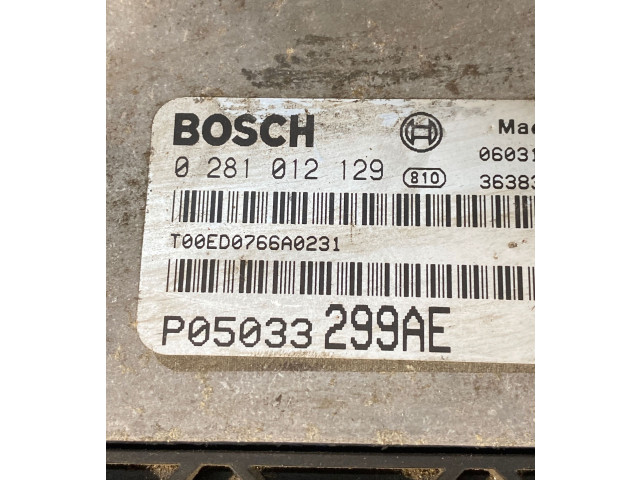 BOSCH
0 281 012 129
810
T00ED0766A0231
P05033 299AE